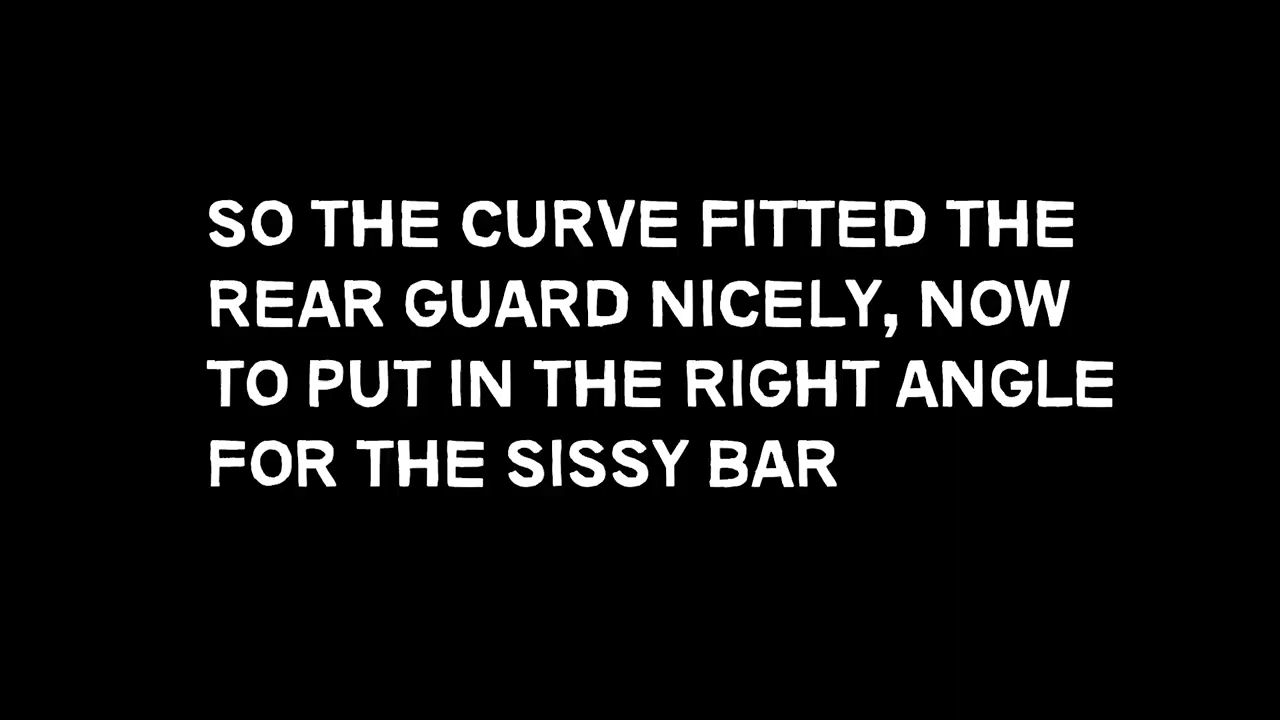 SO THE CURVE FITTED THE
REAR GUARD NICELY, NOW
TO PUT IN THE RIGHT ANGLE
FOR THE SISSY BAR